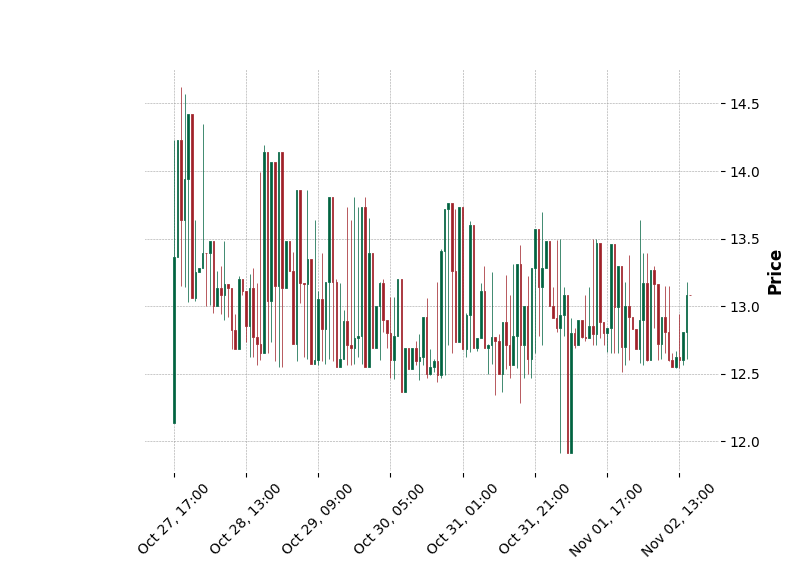 14.5
14.0
13.5
13.0
12.5
12.0
Price
Oct 27, 17:00
Oct 28, 13:00
Oct 29, 09:00
Oct 30, 05:00
Oct 31, 01:00
Oct 31, 21:00
Nov 01, 17:00
Nov 02, 13:00